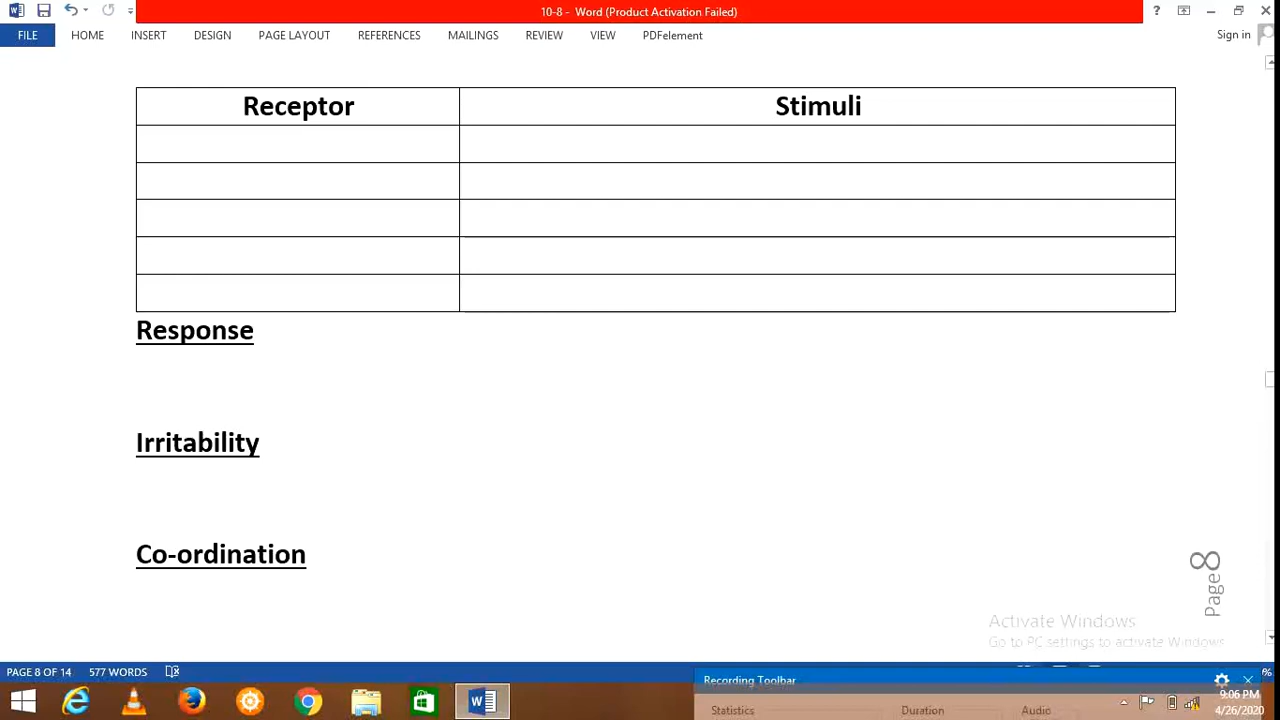 10-8 - Word (Product Activation Failed)
?
FILE HOME INSERT DESIGN PAGE LAYOUT REFERENCES MAILINGS REVIEW VIEW PDFelement Sign in
Receptor Stimuli
Response
Irritability
Co-ordination
Page 8
Activate Windows
Go to PC settings to activate Windows
PAGE 8 OF 14 577 WORDS %
Recording Toolbar
Statistics Duration Audio
9:06 PM
4/26/2020